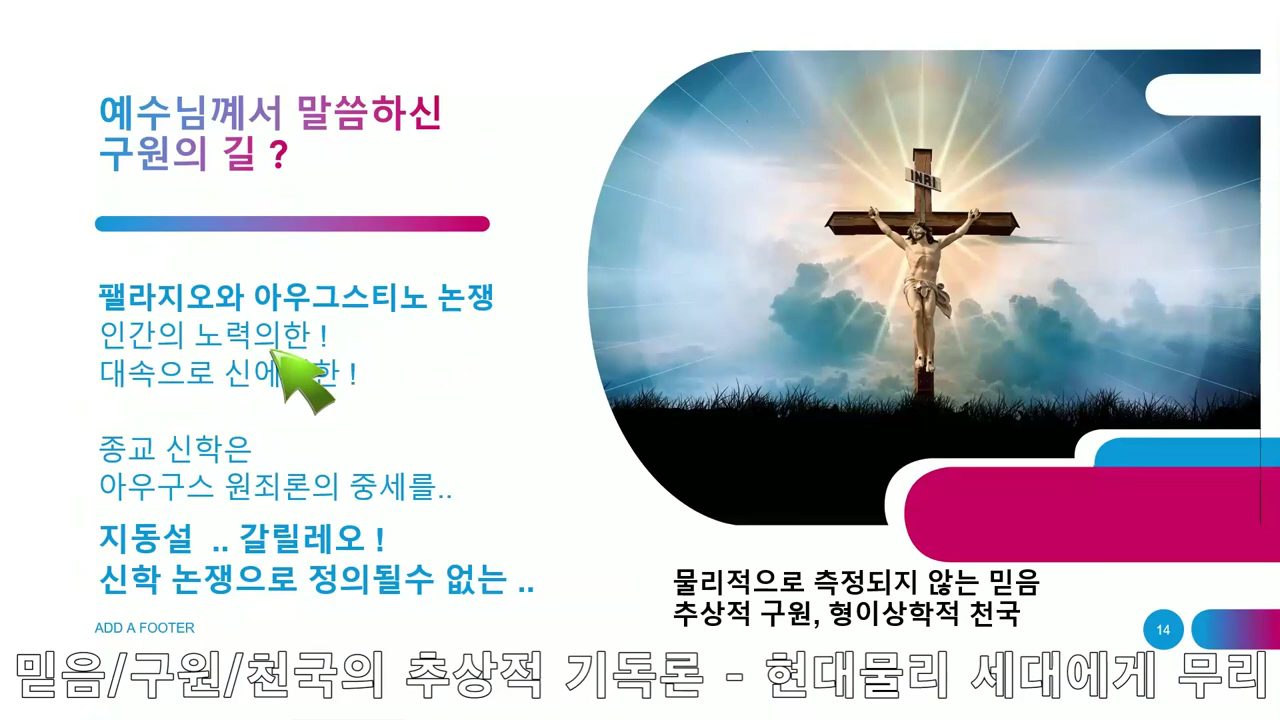 예수님꼐서 말씀하신
구원의 길 ?
팰라지오와 아우그스티노 논쟁
인간의 노력의한 !
대속으로 신에 한 !
종교 신학은
아우구스 원죄론의 중세를..
지동설 .. 갈릴레오 !
신학 논쟁으로 정의될수 없는 ..
INRI
물리적으로 측정되지 않는 믿음
추상적 구원, 형이상학적 천국
ADD A FOOTER
14
믿음/구원/천국의 추상적 기독론 - 현대물리 세대에게 무리